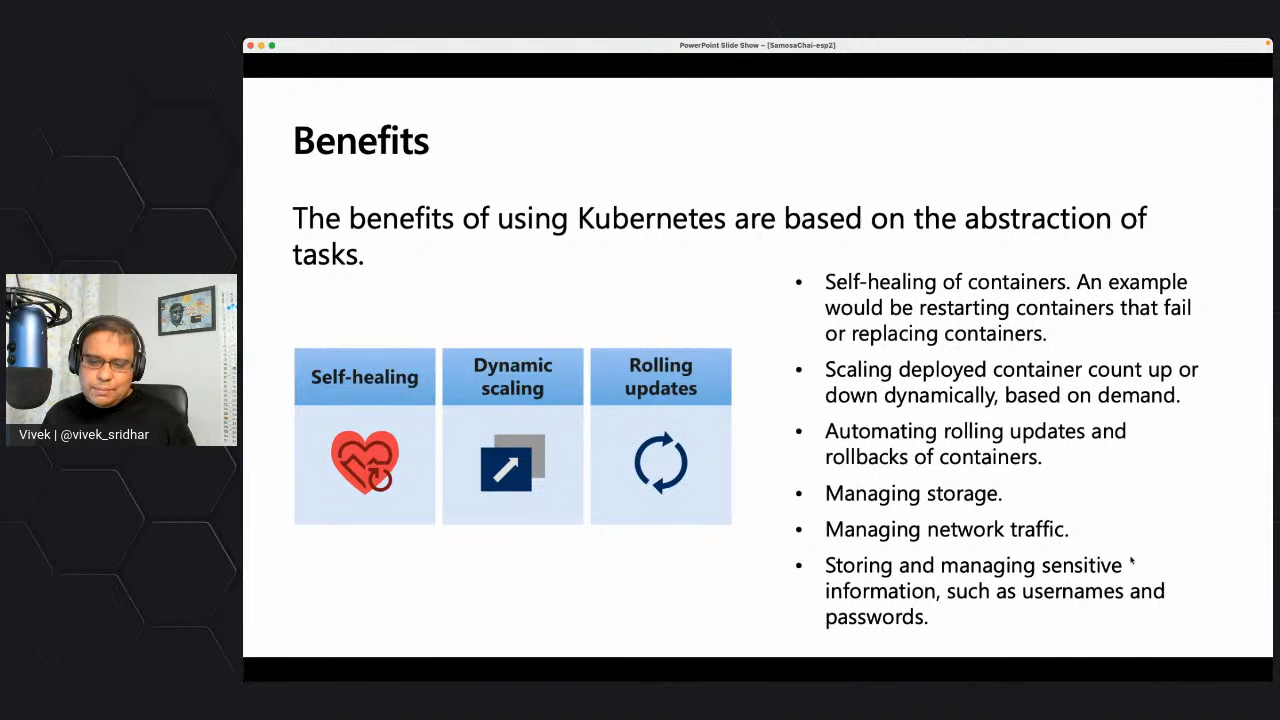 PowerPoint Slide Show – [SamosaChai-esp2]
Benefits
The benefits of using Kubernetes are based on the abstraction of
tasks.
Self-healing
Dynamic
scaling
Rolling
updates
• Self-healing of containers. An example
would be restarting containers that fail
or replacing containers.
• Scaling deployed container count up or
down dynamically, based on demand.
• Automating rolling updates and
rollbacks of containers.
• Managing storage.
• Managing network traffic.
• Storing and managing sensitive
information, such as usernames and
passwords.
Vivek | @vivek_sridhar